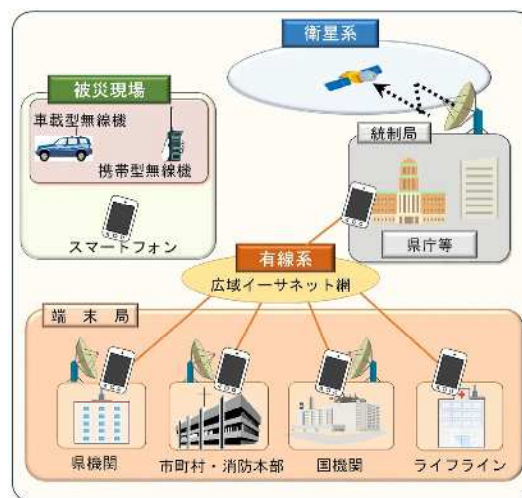 衛星系
被災現場
車載型無線機
携帯型無線機
スマートフォン
統制局
県庁等
有線系
広域イーサネット網
端末局
県機関
市町村・消防本部
国機関
ライフライン